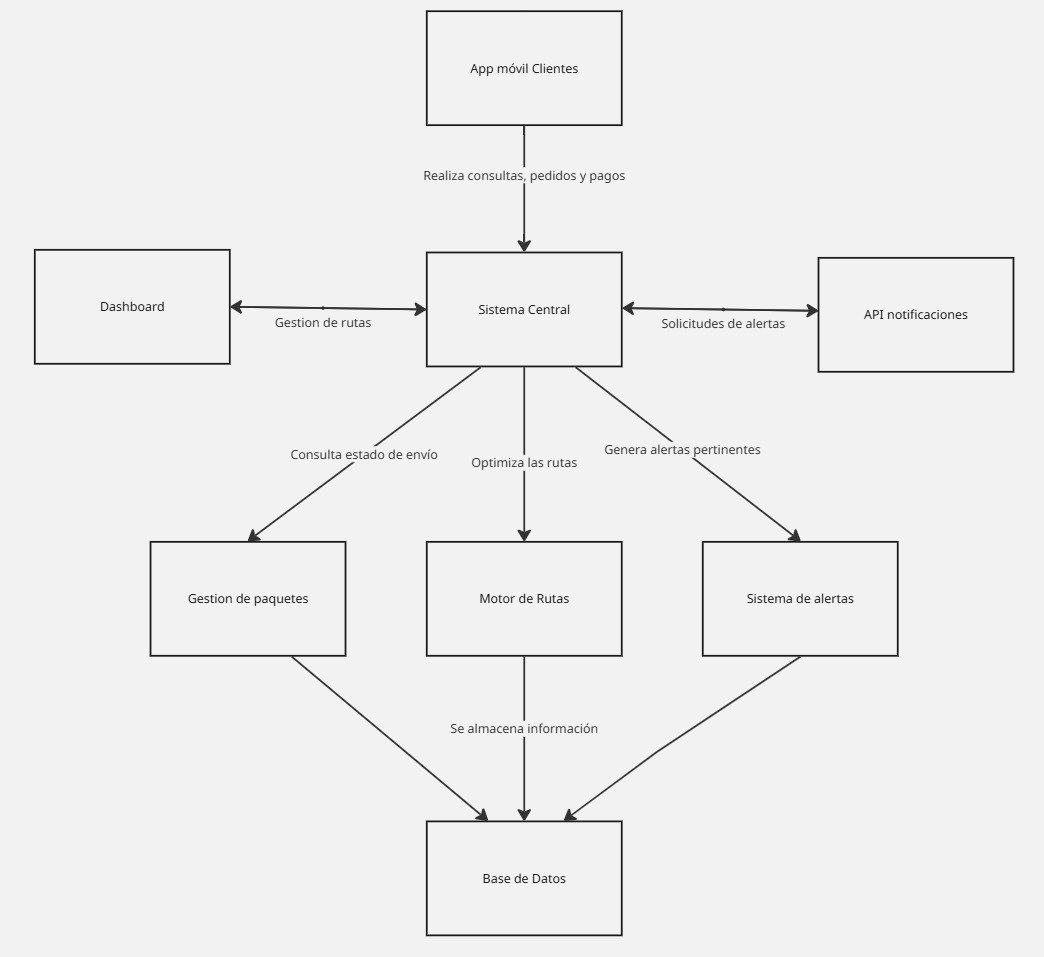 App móvil Clientes
Realiza consultas, pedidos y pagos
Dashboard
Gestion de rutas
Sistema Central
Solicitudes de alertas
API notificaciones
Consulta estado de envío
Optimiza las rutas
Genera alertas pertinentes
Gestion de paquetes
Motor de Rutas
Sistema de alertas
Se almacena información
Base de Datos